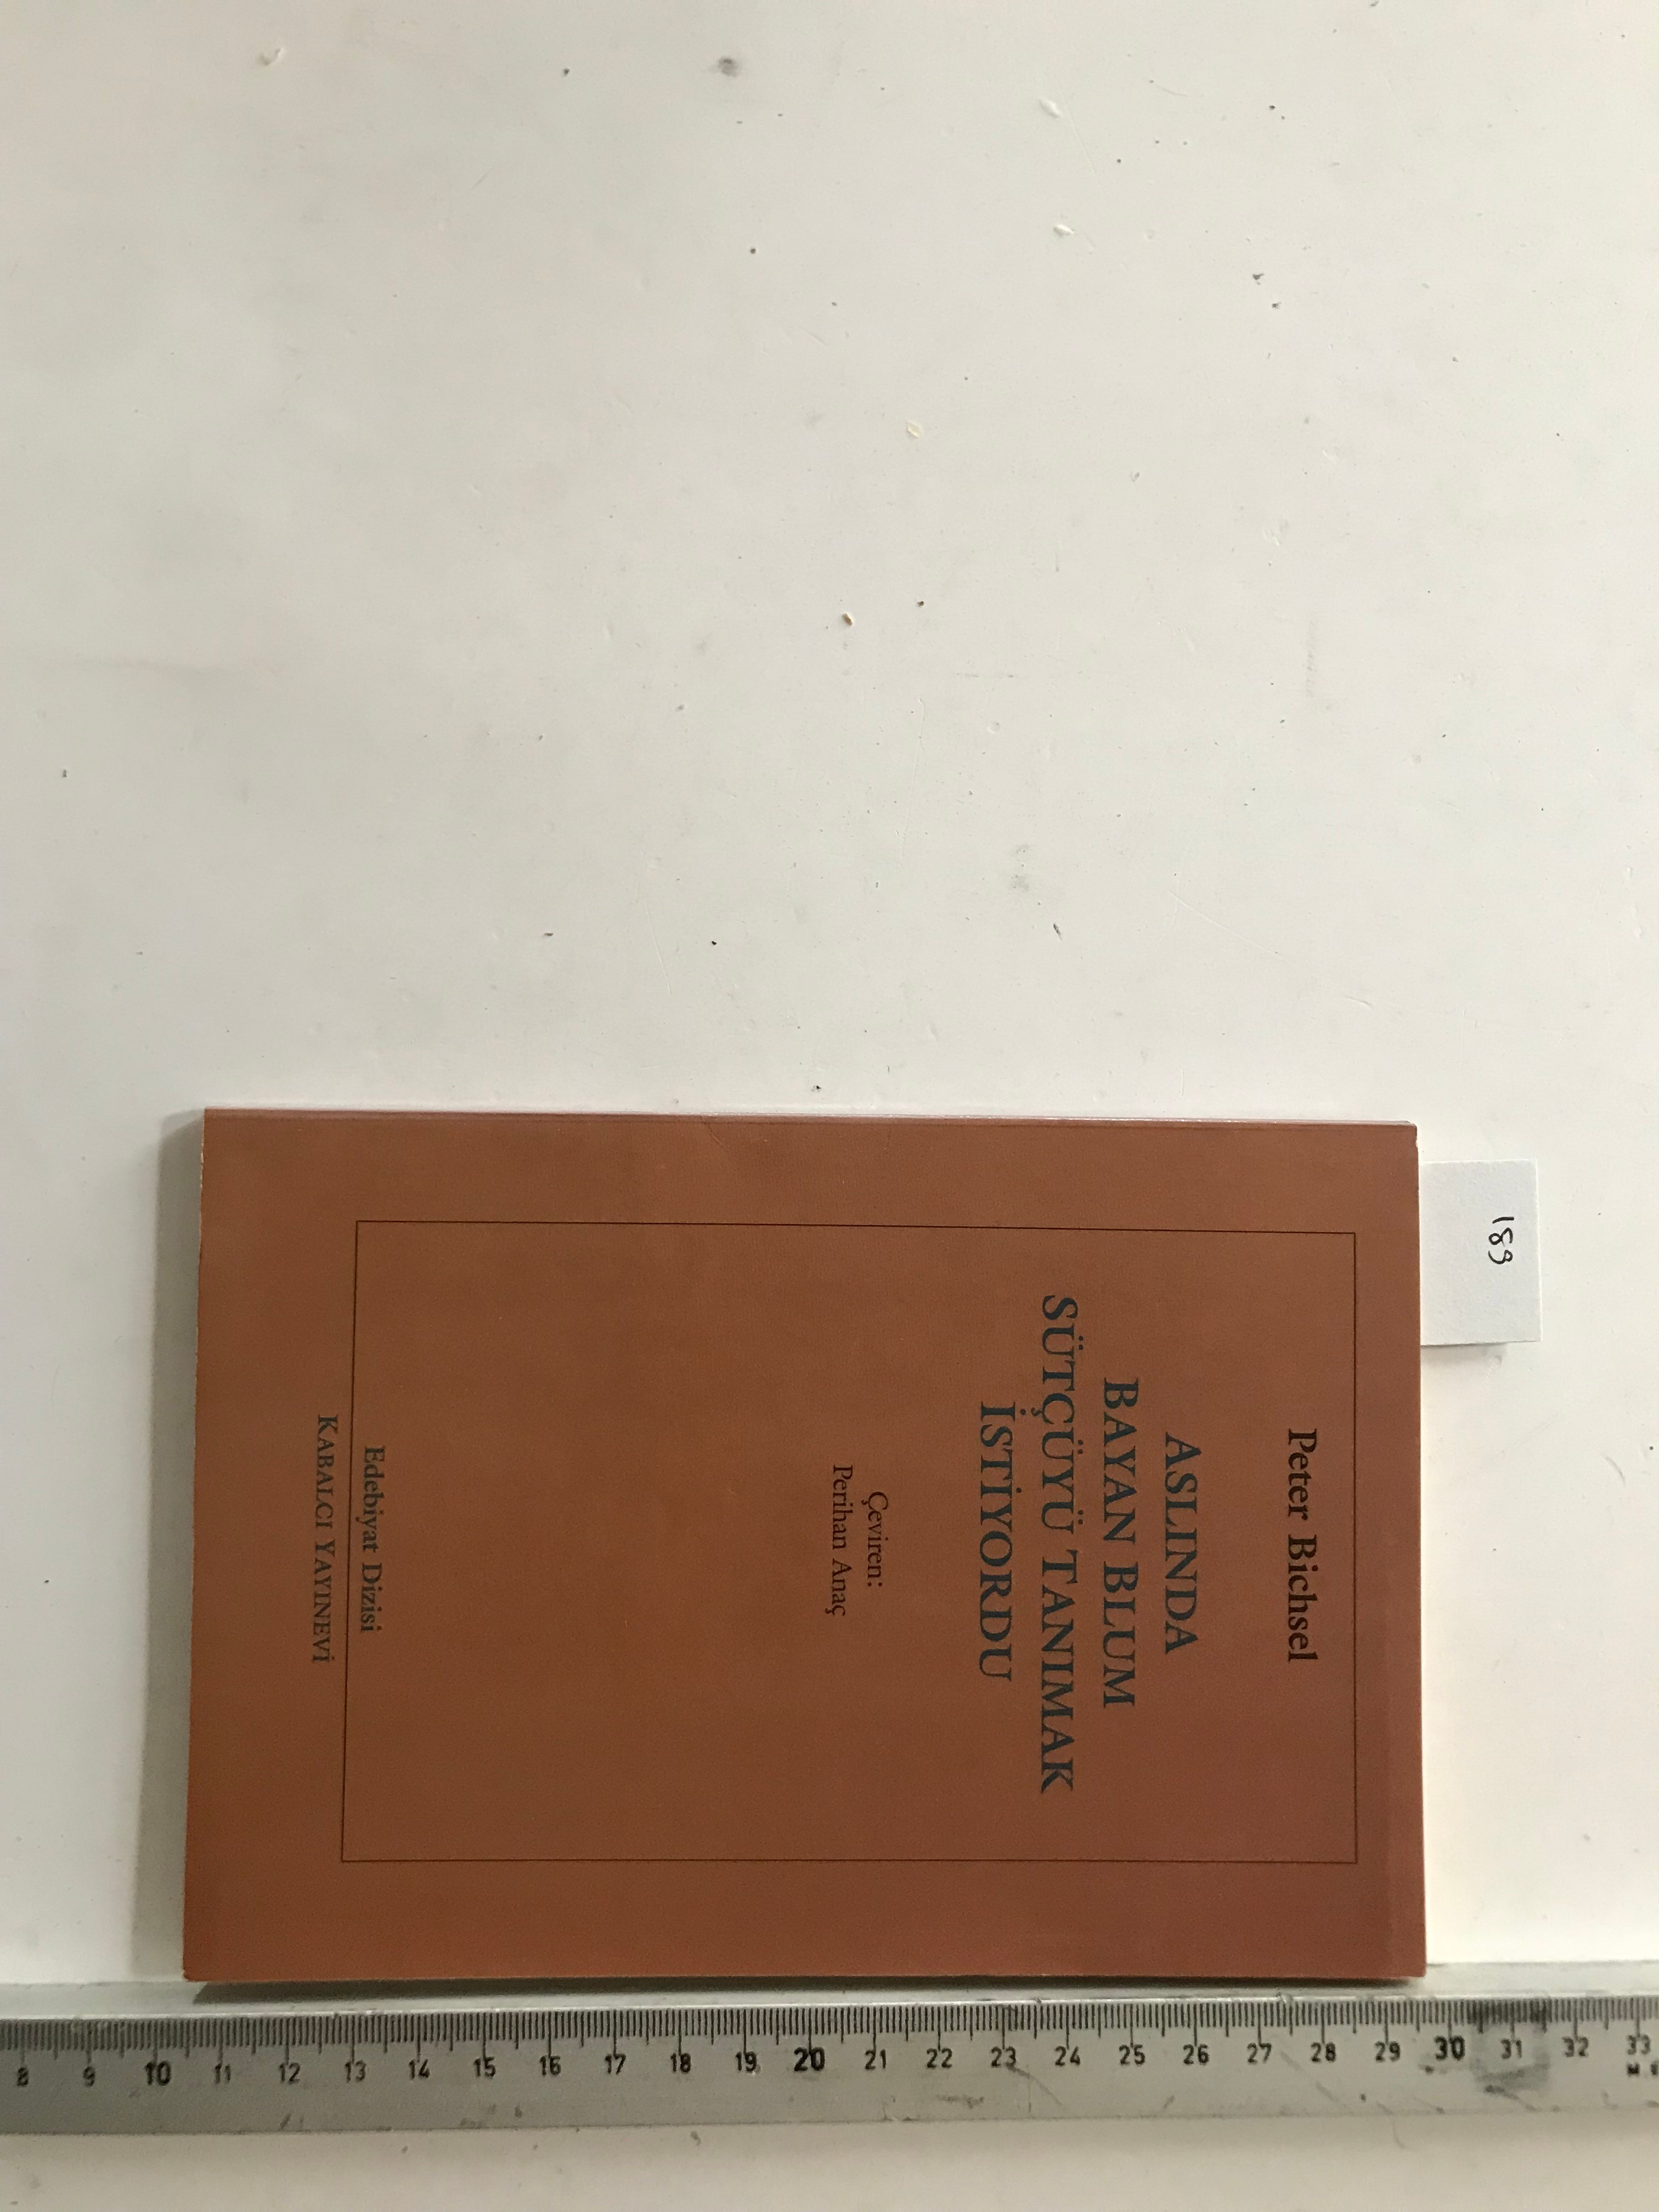 189
Peter Bichsel
ASLINDA
BAYAN BLUM
SÜTÇÜYÜ TANIMAK
İSTİYORDU
Çeviren:
Perihan Anaç
Edebiyat Dizisi
KABALCI YAYINEVİ
8 9 10 11 12 13 14 15 16 17 18 19 20 21 22 23 24 25 26 27 28 29 30 31 32 33